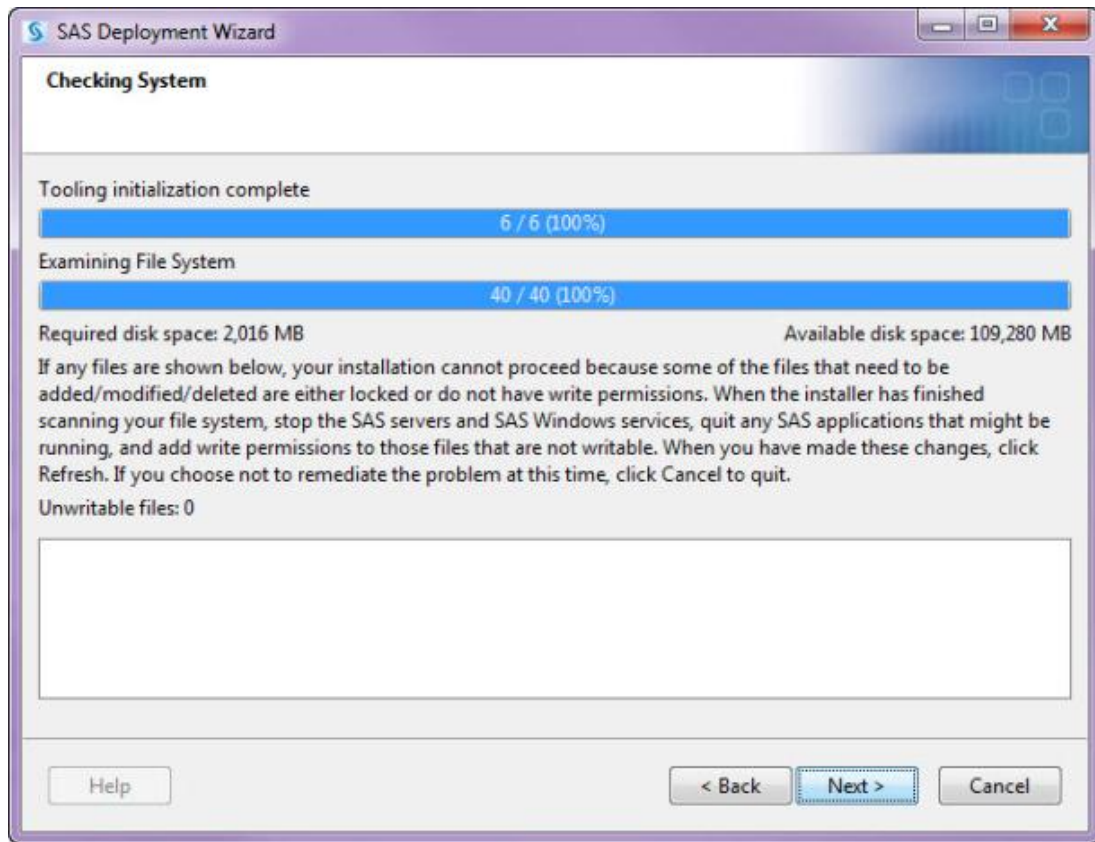 SAS Deployment Wizard
Checking System
Tooling initialization complete
6 / 6 (100%)
Examining File System
40 / 40 (100%)
Required disk space: 2,016 MB Available disk space: 109,280 MB
If any files are shown below, your installation cannot proceed because some of the files that need to be
added/modified/deleted are either locked or do not have write permissions. When the installer has finished
scanning your file system, stop the SAS servers and SAS Windows services, quit any SAS applications that might be
running, and add write permissions to those files that are not writable. When you have made these changes, click
Refresh. If you choose not to remediate the problem at this time, click Cancel to quit.
Unwritable files: 0
Help < Back Next > Cancel